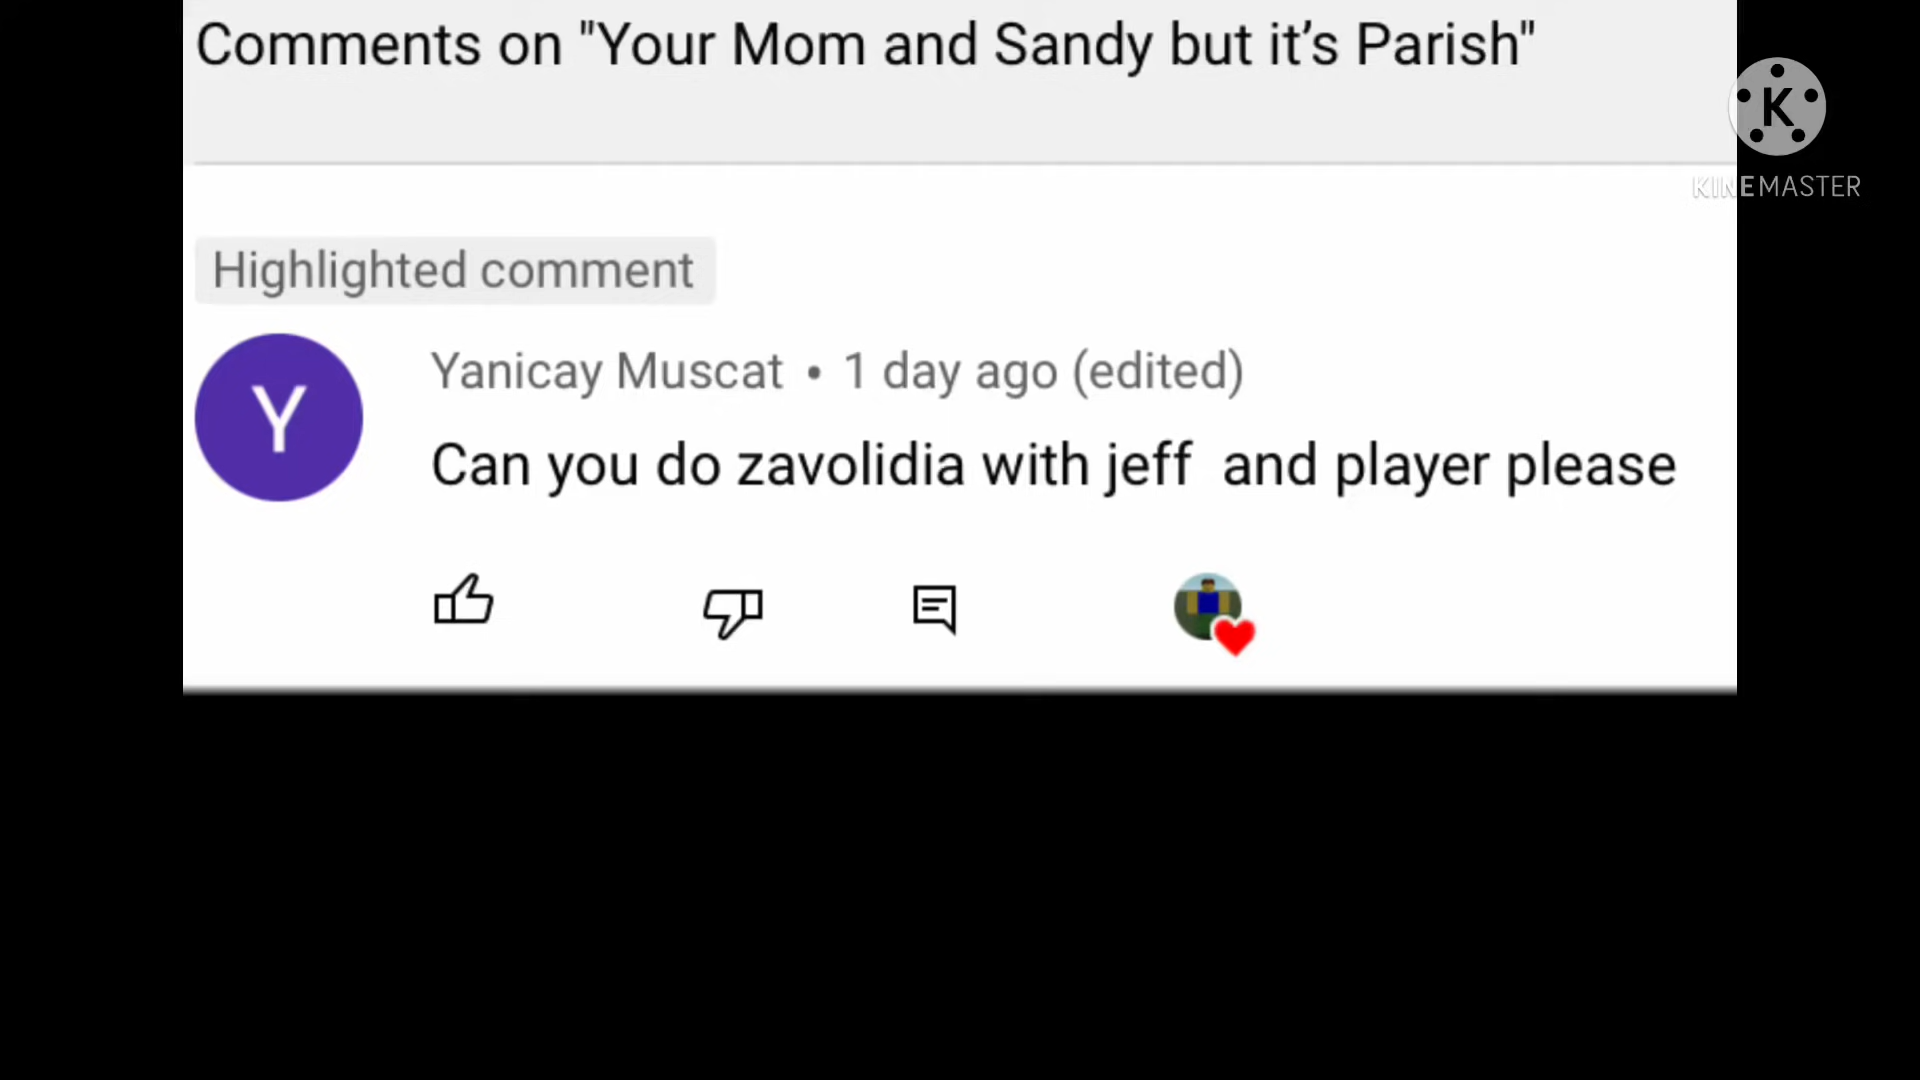 Comments on "Your Mom and Sandy but it’s Parish"
K
KINEMASTER
Highlighted comment
Y
Yanicay Muscat • 1 day ago (edited)
Can you do zavolidia with jeff and player please